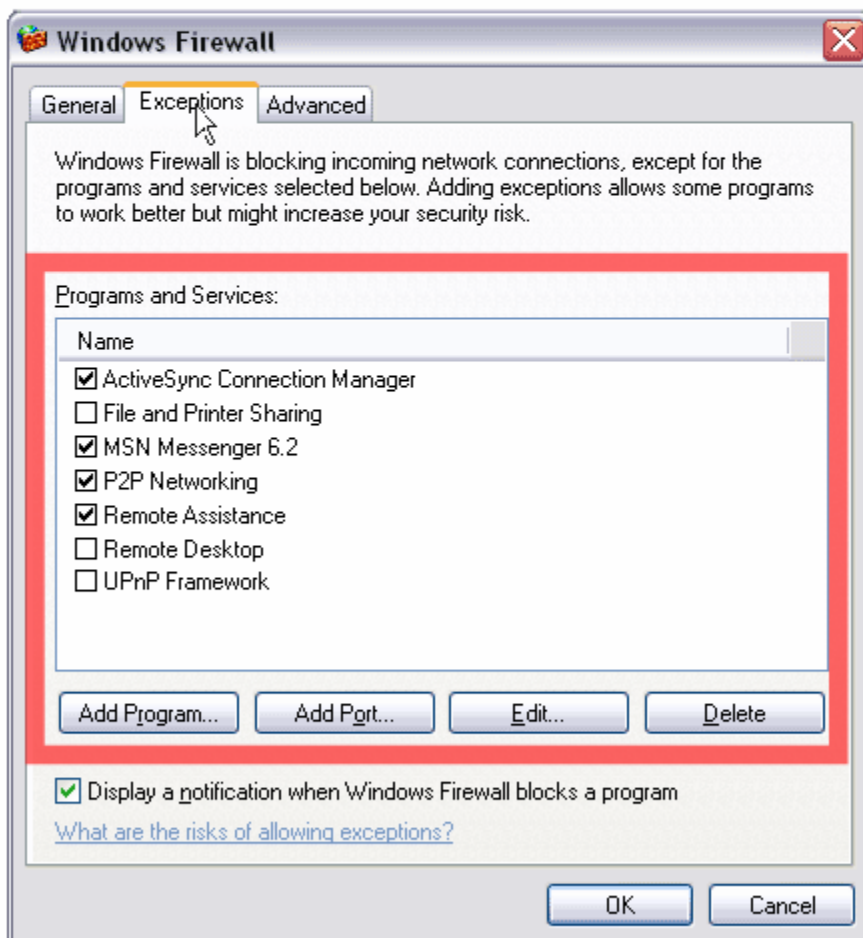 Windows Firewall
General Exceptions Advanced
Windows Firewall is blocking incoming network connections, except for the
programs and services selected below. Adding exceptions allows some programs
to work better but might increase your security risk.
Programs and Services:
Name
ActiveSync Connection Manager
File and Printer Sharing
MSN Messenger 6.2
P2P Networking
Remote Assistance
Remote Desktop
UPnP Framework
Add Program... Add Port... Edit... Delete
Display a notification when Windows Firewall blocks a program
What are the risks of allowing exceptions?
OK Cancel